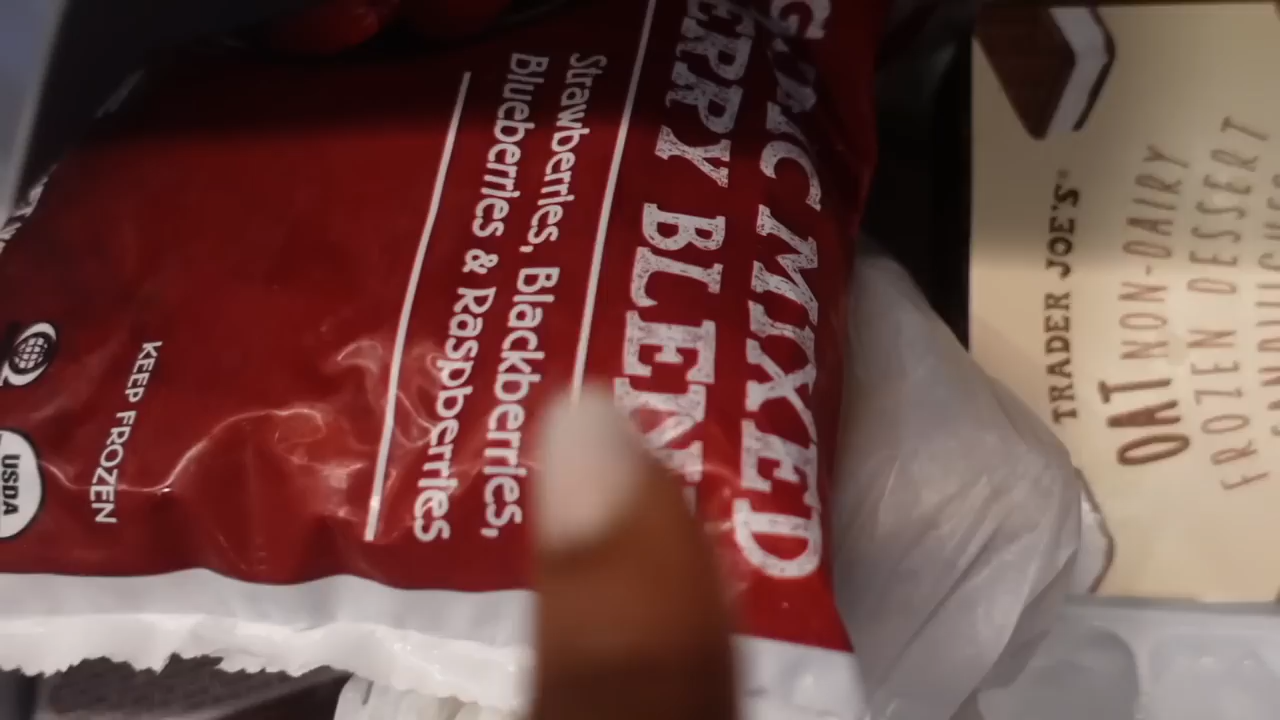 MIXED
BLEN
Strawberries, Blackberries,
Blueberries & Raspberries
KEEP FROZEN
USDA
TRADER JOE'S
OAT NON-DAIRY
FROZEN DESSERT